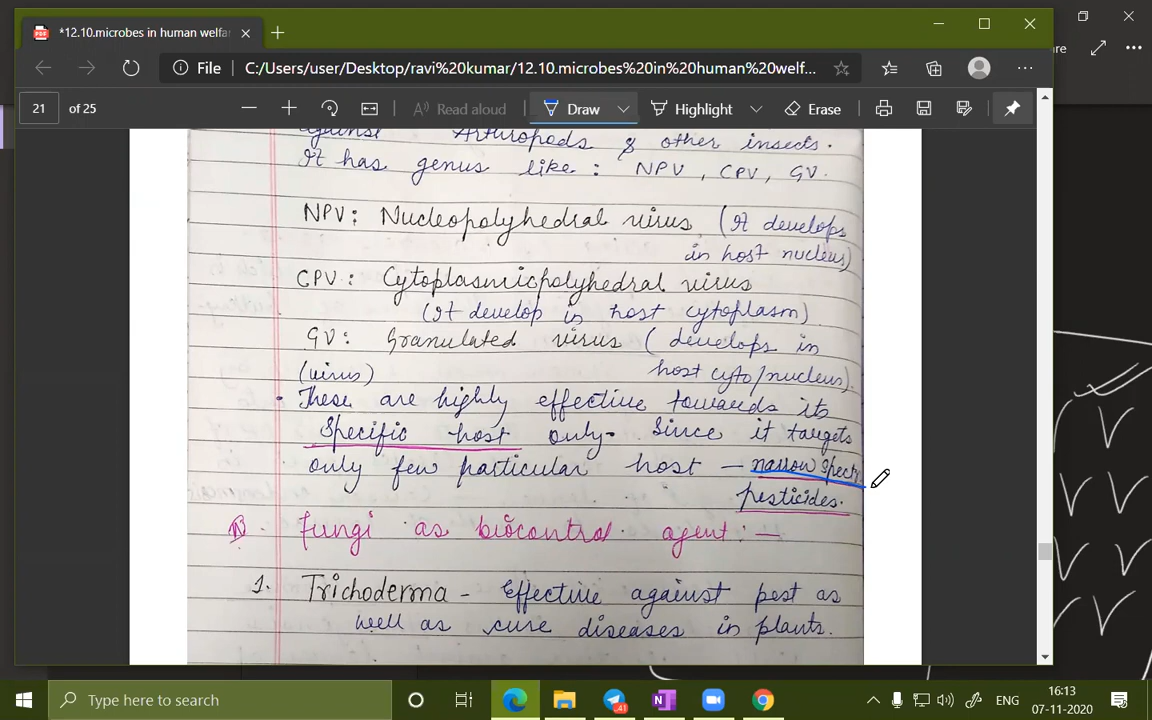 *12.10.microbes in human welfa
File
C:/Users/user/Desktop/ravi%20kumar/12.10.microbes%20in%20human%20welf...
re
21 of 25
Read aloud
Draw
Highlight
Erase
against Arthropods & other insects.
It has genus like : NPV, CPV, GV.
NPV: Nucleopolyhedral virus (It develops
in host nucleus)
CPV: Cytoplasmicpolyhedral virus
(It develop in host cytoplasm)
GV: Granulated virus (develops in
(virus) host cyto/nucleus).
• These are highly effective towards its
Specific host only. Since it targets
only few particular host — narrow spectr
pesticides.
fungi as biocontrol agent : —
1. Trichoderma - Effective against pest as
well as cure diseases in plants.
Type here to search
41
ENG
16:13
07-11-2020